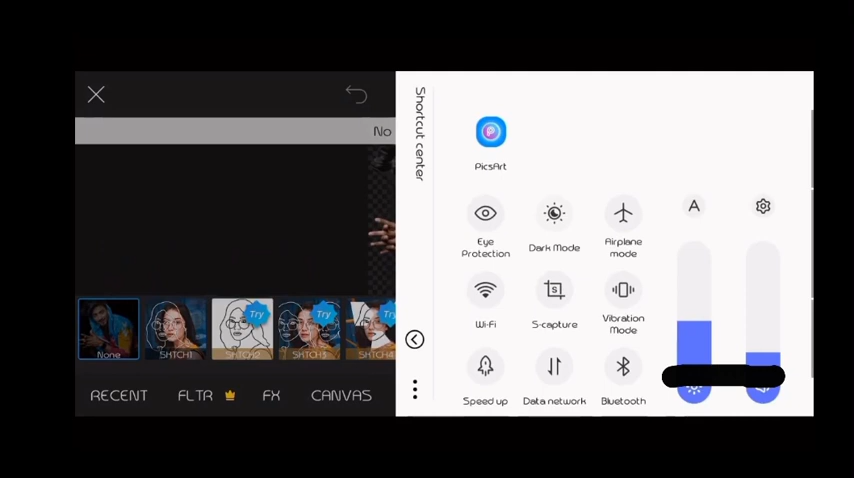 No
Try
Try
Try
None
SKTCH1
SKTCH2
SKTCH3
SKTCH4
RECENT
FLTR
FX
CANVAS
Shortcut center
PicsArt
A
Eye
Protection
Dark Mode
Airplane
mode
Wi-Fi
S-capture
Vibration
Mode
Speed up
Data network
Bluetooth